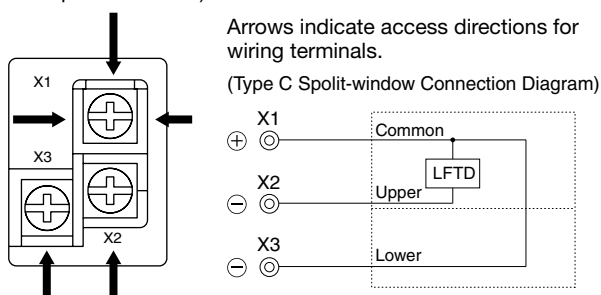 Arrows indicate access directions for
wiring terminals.
(Type C Spolit-window Connection Diagram)
X1
X3
X2
X1
Common
LFTD
X2
Upper
X3
Lower